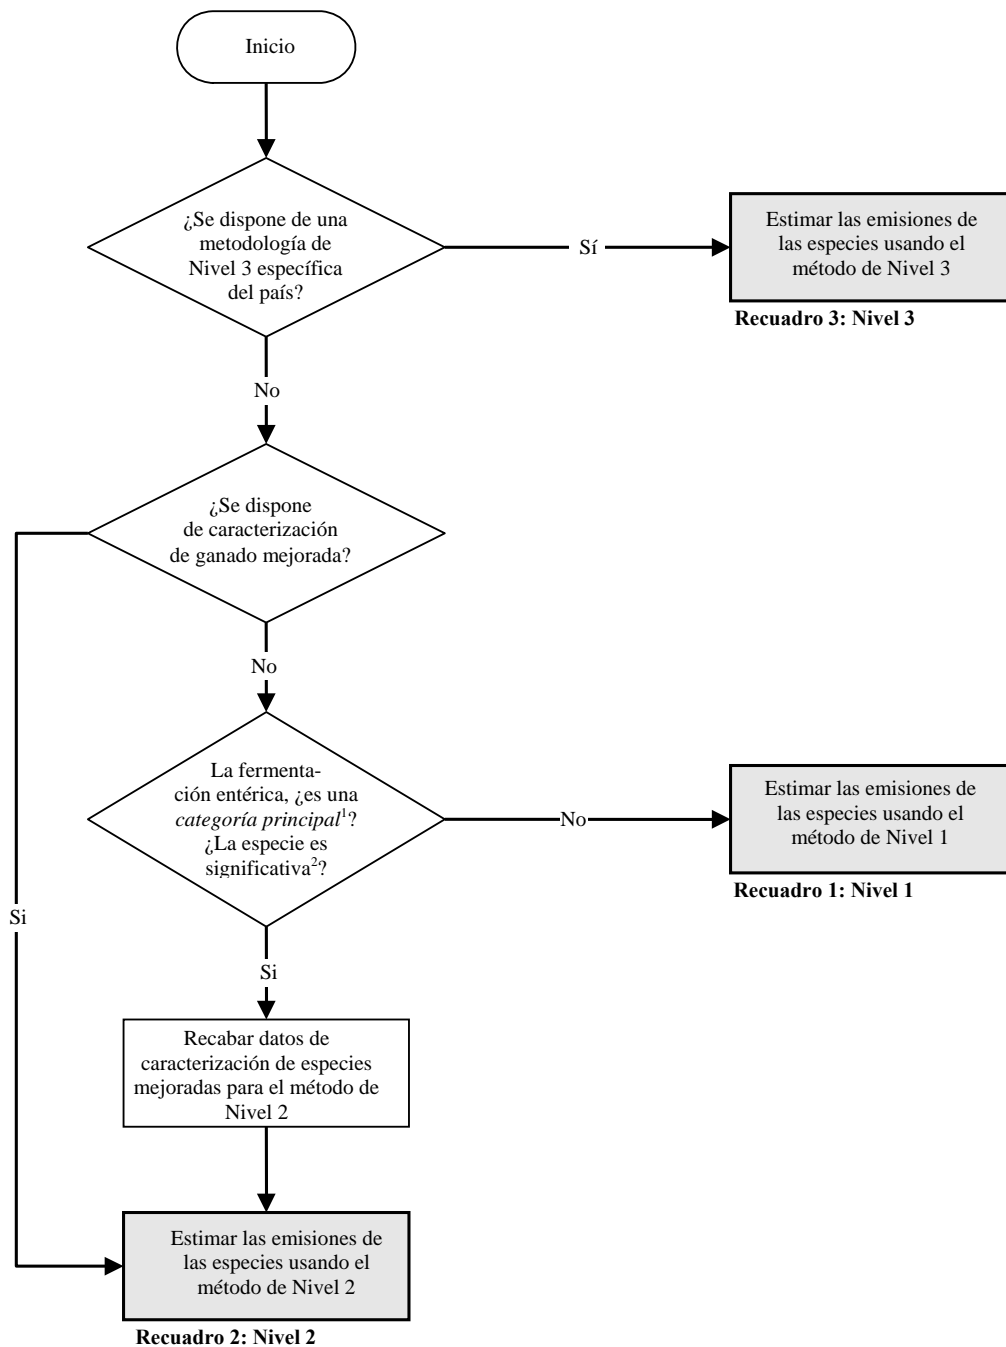 Inicio
¿Se dispone de una
metodología de
Nivel 3 específica
del país?
Sí
Estimar las emisiones de
las especies usando el
método de Nivel 3
Recuadro 3: Nivel 3
No
¿Se dispone
de caracterización
de ganado mejorada?
No
La fermenta-
ción entérica, ¿es una
categoría principal¹?
¿La especie es
significativa²?
No
Estimar las emisiones de
las especies usando el
método de Nivel 1
Recuadro 1: Nivel 1
Si
Si
Recabar datos de
caracterización de especies
mejoradas para el método de
Nivel 2
Estimar las emisiones de
las especies usando el
método de Nivel 2
Recuadro 2: Nivel 2